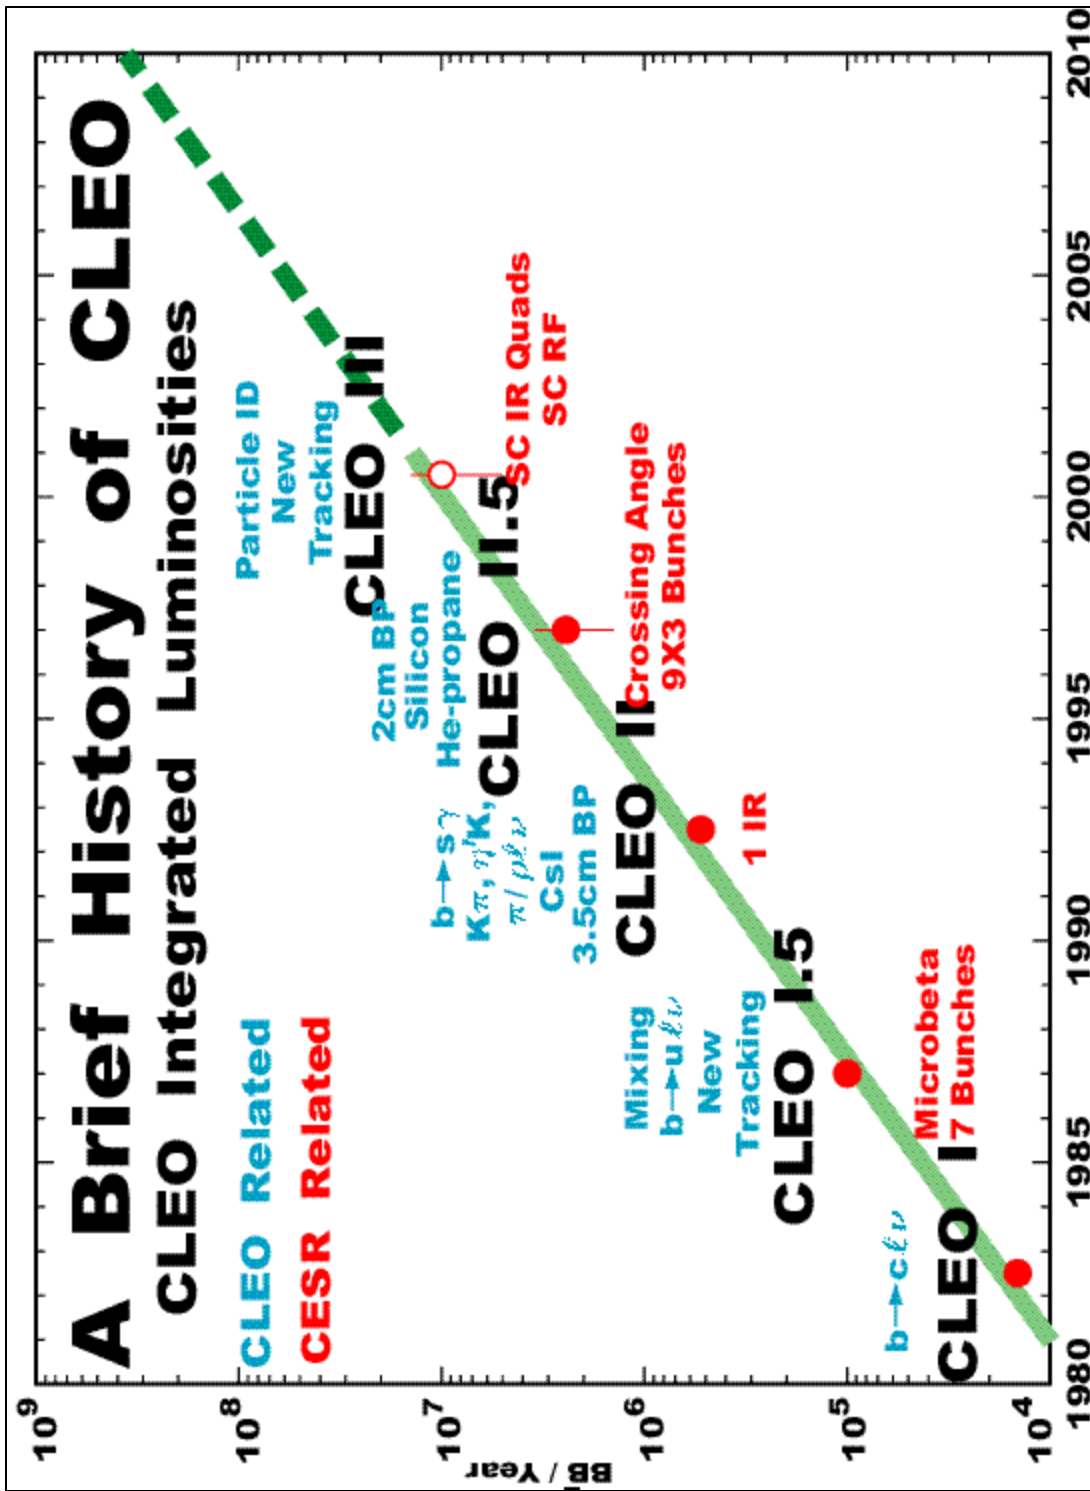 A Brief History of CLEO
CLEO Integrated Luminosities
CLEO Related
CESR Related
Particle ID
New
Tracking
CLEO III
2cm BP
Silicon
He-propane
CLEO II.5
SC IR Quads
SC RF
b→sγ
Kπ, η'K,
π/ρℓν
CsI
3.5cm BP
CLEO II
Crossing Angle
9X3 Bunches
Mixing
b→uℓν
New
Tracking
CLEO I.5
1 IR
b→cℓν
CLEO I
Microbeta
7 Bunches
BB̄ / Year
10⁹
10⁸
10⁷
10⁶
10⁵
10⁴
1980
1985
1990
1995
2000
2005
2010